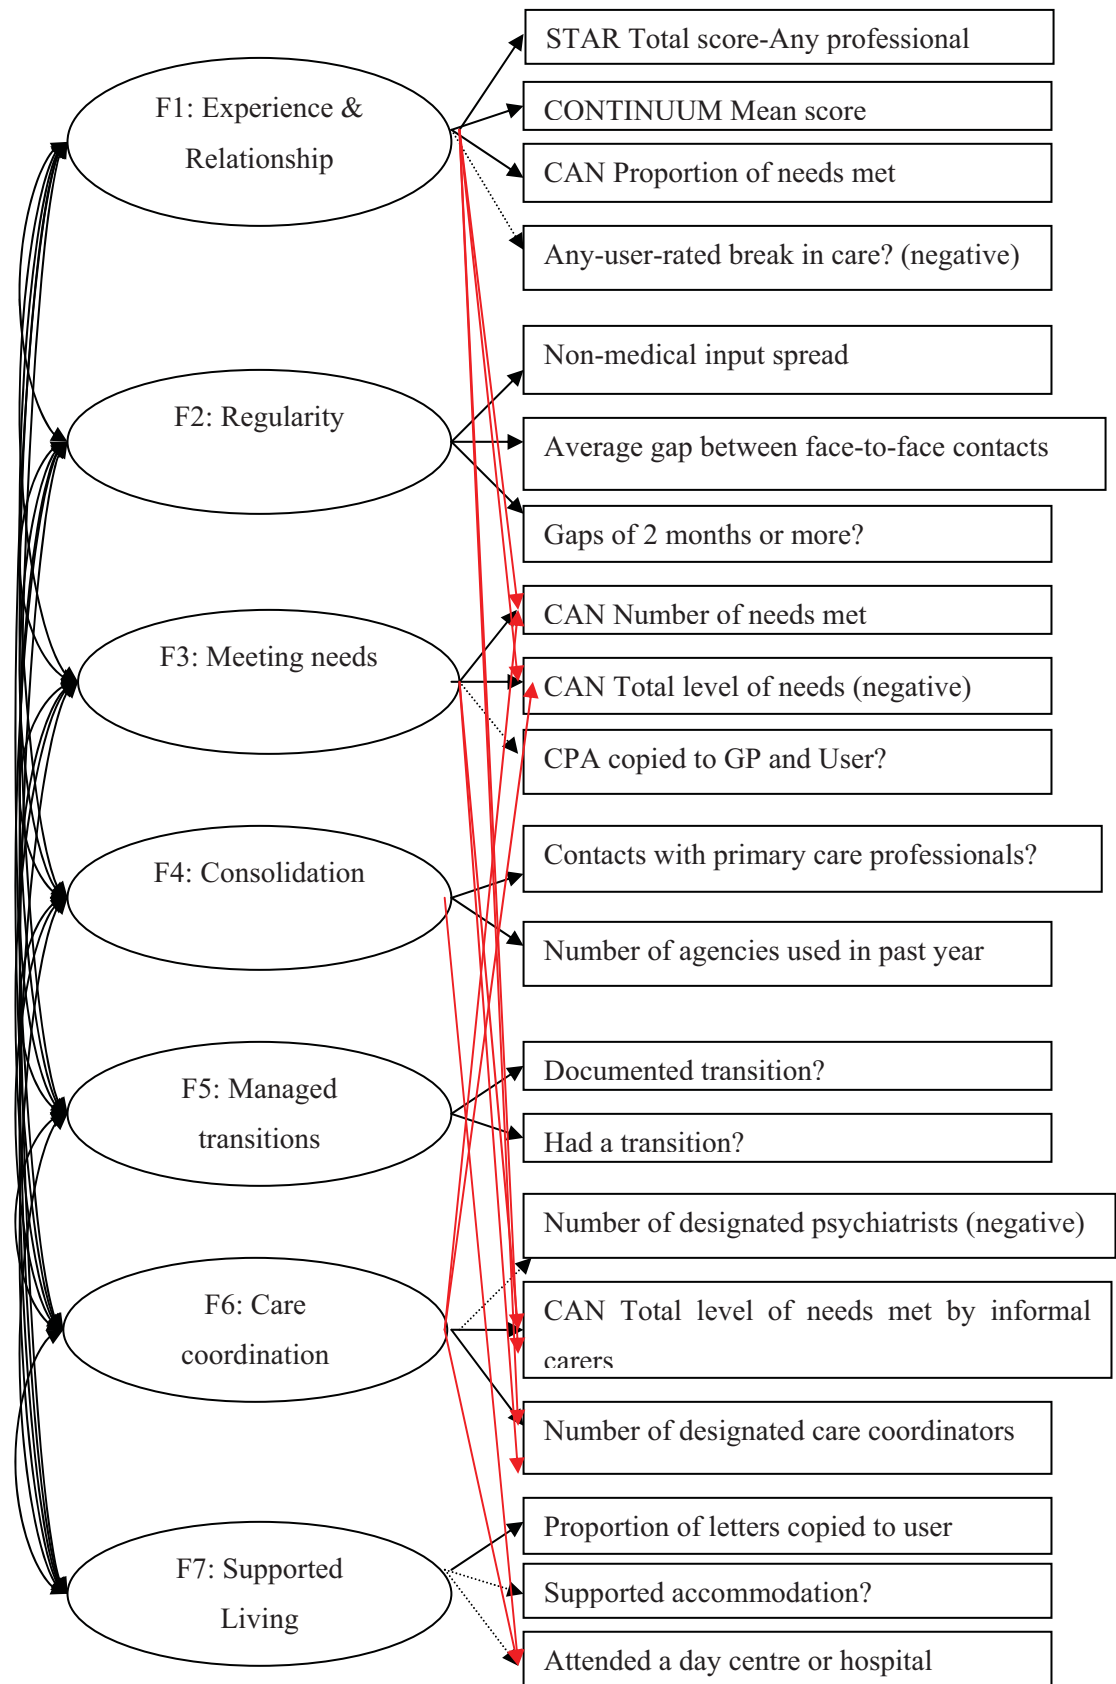 F1: Experience &
Relationship
STAR Total score-Any professional
CONTINUUM Mean score
CAN Proportion of needs met
Any-user-rated break in care? (negative)
F2: Regularity
Non-medical input spread
Average gap between face-to-face contacts
Gaps of 2 months or more?
F3: Meeting needs
CAN Number of needs met
CAN Total level of needs (negative)
CPA copied to GP and User?
F4: Consolidation
Contacts with primary care professionals?
Number of agencies used in past year
F5: Managed
transitions
Documented transition?
Had a transition?
F6: Care
coordination
Number of designated psychiatrists (negative)
CAN Total level of needs met by informal
carers
Number of designated care coordinators
F7: Supported
Living
Proportion of letters copied to user
Supported accommodation?
Attended a day centre or hospital